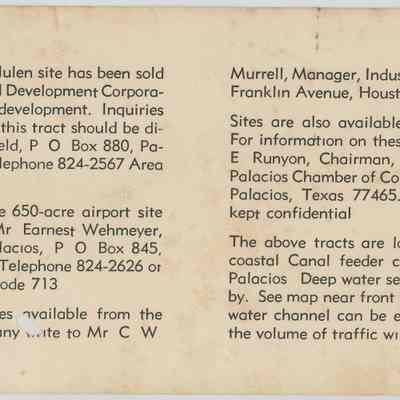 ulen site has been sold
l Development Corpora-
development. Inquiries
this tract should be di-
eld, P O Box 880, Pa-
lephone 824-2567 Area
e 650-acre airport site
Mr Earnest Wehmeyer,
lacios, P O Box 845,
Telephone 824-2626 or
ode 713
es available from the
any write to Mr C W
Murrell, Manager, Indus
Franklin Avenue, Houst
Sites are also available
For information on thes
E Runyon, Chairman,
Palacios Chamber of Co
Palacios, Texas 77465.
kept confidential
The above tracts are lo
coastal Canal feeder c
Palacios Deep water se
by. See map near front
water channel can be e
the volume of traffic wi